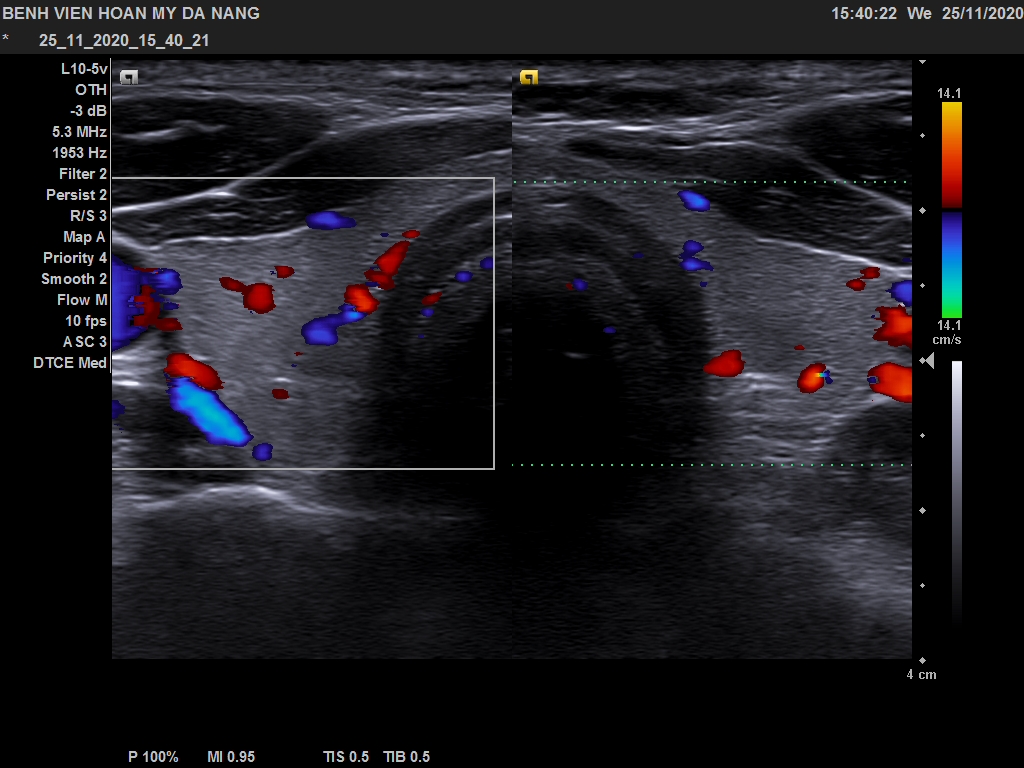 BENH VIEN HOAN MY DA NANG
15:40:22 We 25/11/2020
* 25_11_2020_15_40_21
L10-5v
OTH
-3 dB
5.3 MHz
1953 Hz
Filter 2
Persist 2
R/S 3
Map A
Priority 4
Smooth 2
Flow M
10 fps
ASC 3
DTCE Med
14.1
14.1
cm/s
4 cm
P 100% MI 0.95 TIS 0.5 TIB 0.5